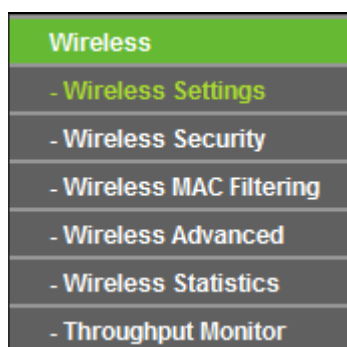 Wireless
- Wireless Settings
- Wireless Security
- Wireless MAC Filtering
- Wireless Advanced
- Wireless Statistics
- Throughput Monitor